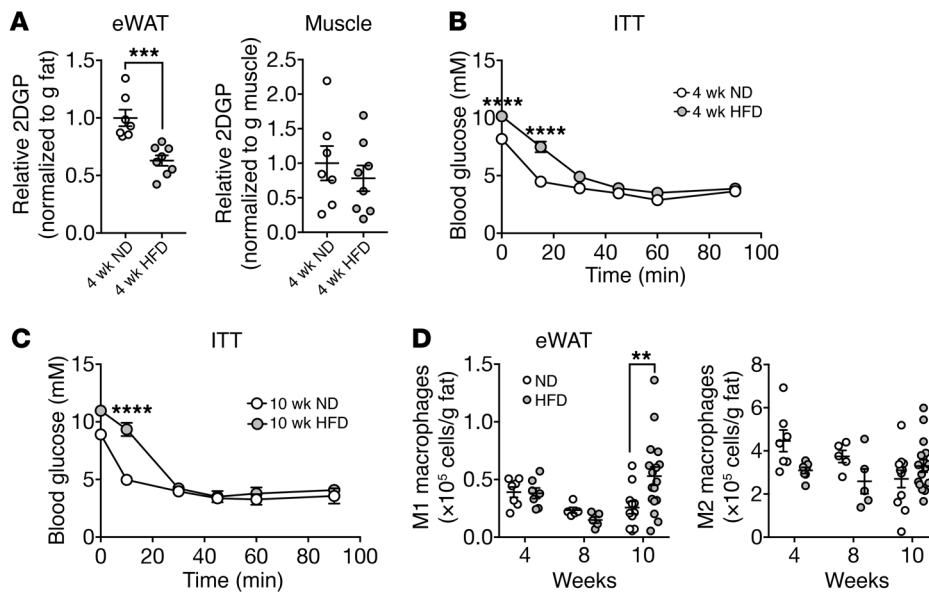 A
eWAT
Relative 2DGP
(normalized to g fat)
1.5
1.0
0.5
0.0
***
4 wk ND
4 wk HFD
Muscle
Relative 2DGP
(normalized to g muscle)
2.5
2.0
1.5
1.0
0.5
0.0
4 wk ND
4 wk HFD
B
ITT
Blood glucose (mM)
15
10
5
0
****
****
4 wk ND
4 wk HFD
0 20 40 60 80 100
Time (min)
C
ITT
Blood glucose (mM)
15
10
5
0
****
10 wk ND
10 wk HFD
0 20 40 60 80 100
Time (min)
D
eWAT
M1 macrophages
(×10⁵ cells/g fat)
1.5
1.0
0.5
0.0
ND
HFD
**
4 8 10
Weeks
M2 macrophages
(×10⁵ cells/g fat)
8
6
4
2
0
4 8 10
Weeks